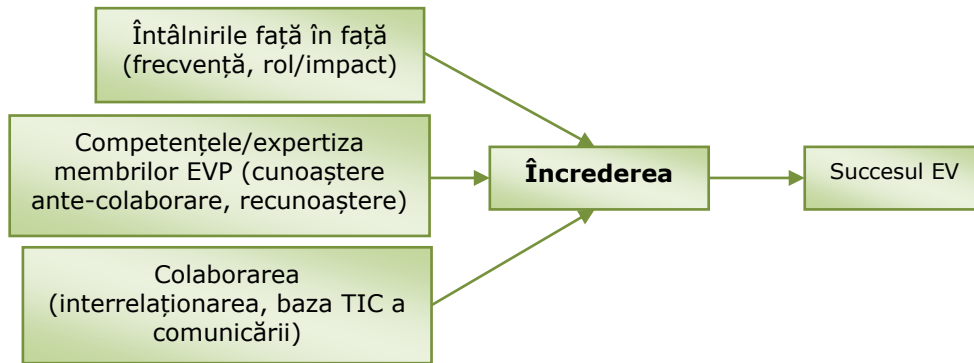 Întâlnirile față în față
(frecvență, rol/impact)
Competențele/expertiza
membrilor EVP (cunoaștere
ante-colaborare, recunoaștere)
Încrederea
Succesul EV
Colaborarea
(interrelaționarea, baza TIC a
comunicării)